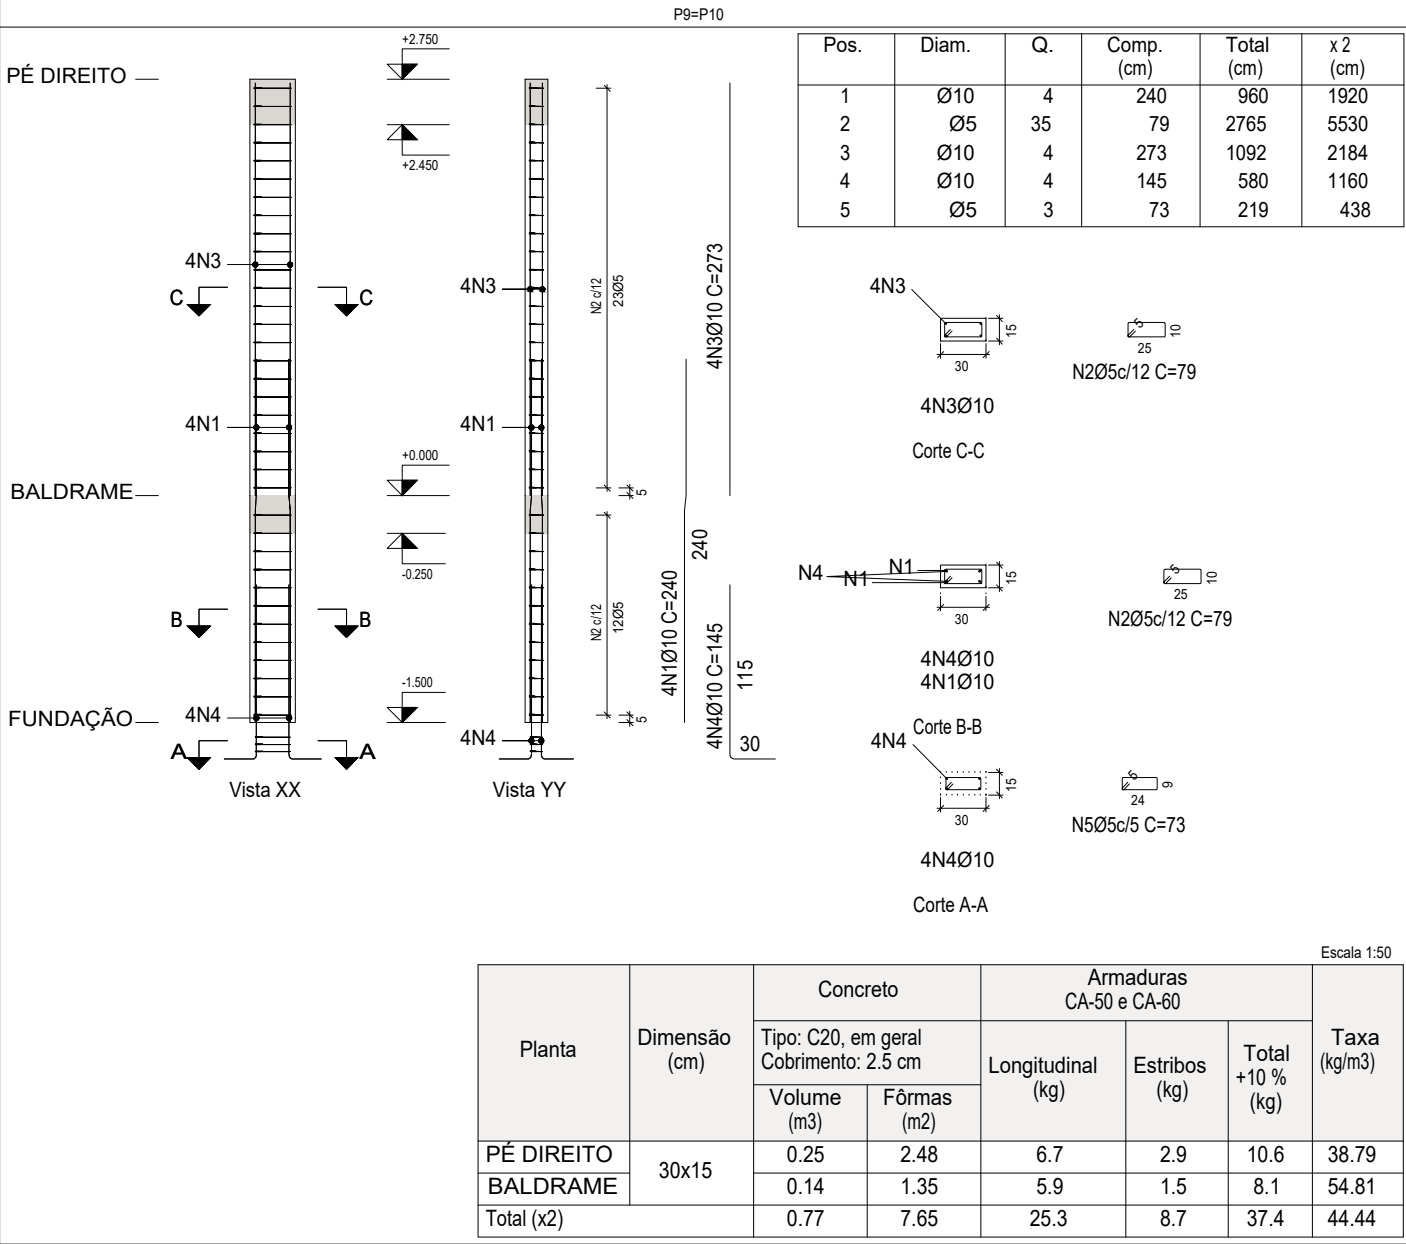 P9=P10
Pos. Diam. Q. Comp. (cm) Total (cm) x 2 (cm)
1 Ø10 4 240 960 1920
2 Ø5 35 79 2765 5530
3 Ø10 4 273 1092 2184
4 Ø10 4 145 580 1160
5 Ø5 3 73 219 438
PÉ DIREITO
+2.750
+2.450
4N3
C C
4N1
BALDRAME
+0.000
-0.250
B B
-1.500
FUNDAÇÃO
4N4
A A
Vista XX
4N3
4N1
4N4
Vista YY
N2 c/12
23Ø5
5
N2 c/12
12Ø5
5
4N1Ø10 C=240
240
4N3Ø10 C=273
4N4Ø10 C=145
115
30
4N3
15
30
4N3Ø10
Corte C-C
5
10
25
N2Ø5c/12 C=79
N4 N1 N1
15
30
4N4Ø10
4N1Ø10
Corte B-B
5
10
25
N2Ø5c/12 C=79
4N4
15
30
4N4Ø10
Corte A-A
5
9
24
N5Ø5c/5 C=73
Escala 1:50
Planta
Dimensão
(cm)
Concreto
Tipo: C20, em geral
Cobrimento: 2.5 cm
Volume
(m3)
Fôrmas
(m2)
Armaduras
CA-50 e CA-60
Longitudinal
(kg)
Estribos
(kg)
Total
+10 %
(kg)
Taxa
(kg/m3)
PÉ DIREITO 30x15 0.25 2.48 6.7 2.9 10.6 38.79
BALDRAME 0.14 1.35 5.9 1.5 8.1 54.81
Total (x2) 0.77 7.65 25.3 8.7 37.4 44.44